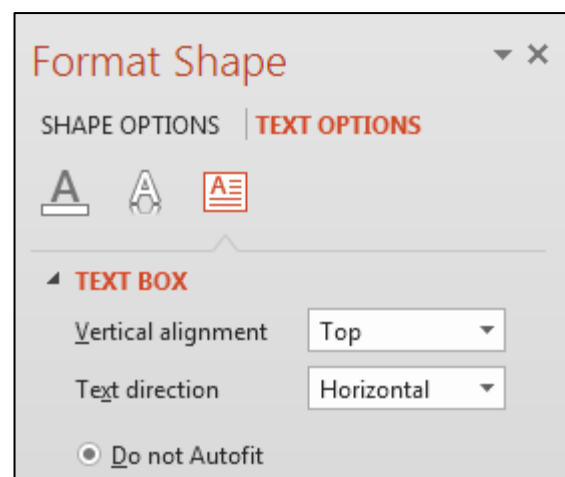 Format Shape
SHAPE OPTIONS TEXT OPTIONS
TEXT BOX
Vertical alignment Top
Text direction Horizontal
Do not Autofit